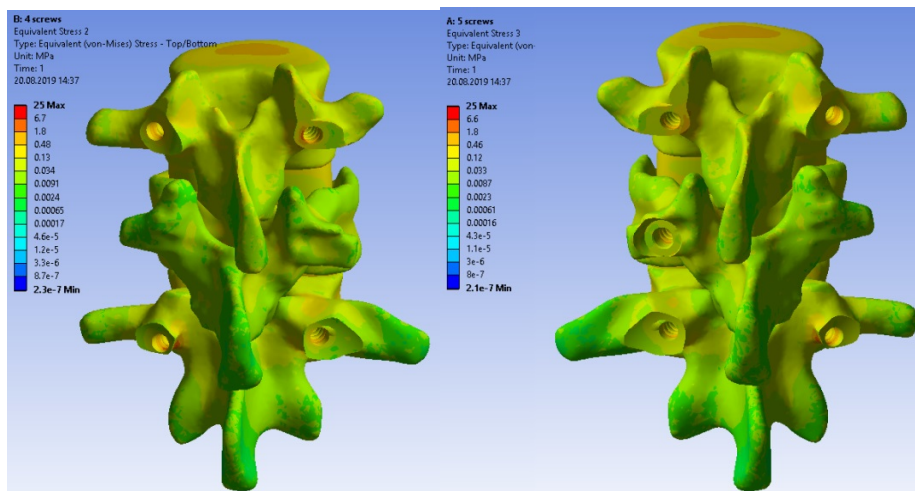 B: 4 screws
Equivalent Stress 2
Type: Equivalent (von-Mises) Stress - Top/Bottom
Unit: MPa
Time: 1
20.08.2019 14:37
25 Max
6.7
1.8
0.48
0.13
0.034
0.0091
0.0024
0.00065
0.00017
4.6e-5
1.2e-5
3.3e-6
8.7e-7
2.3e-7 Min
A: 5 screws
Equivalent Stress 3
Type: Equivalent (von-
Unit: MPa
Time: 1
20.08.2019 14:37
25 Max
6.6
1.8
0.46
0.12
0.033
0.0087
0.0023
0.00061
0.00016
4.3e-5
1.1e-5
3e-6
8e-7
2.1e-7 Min